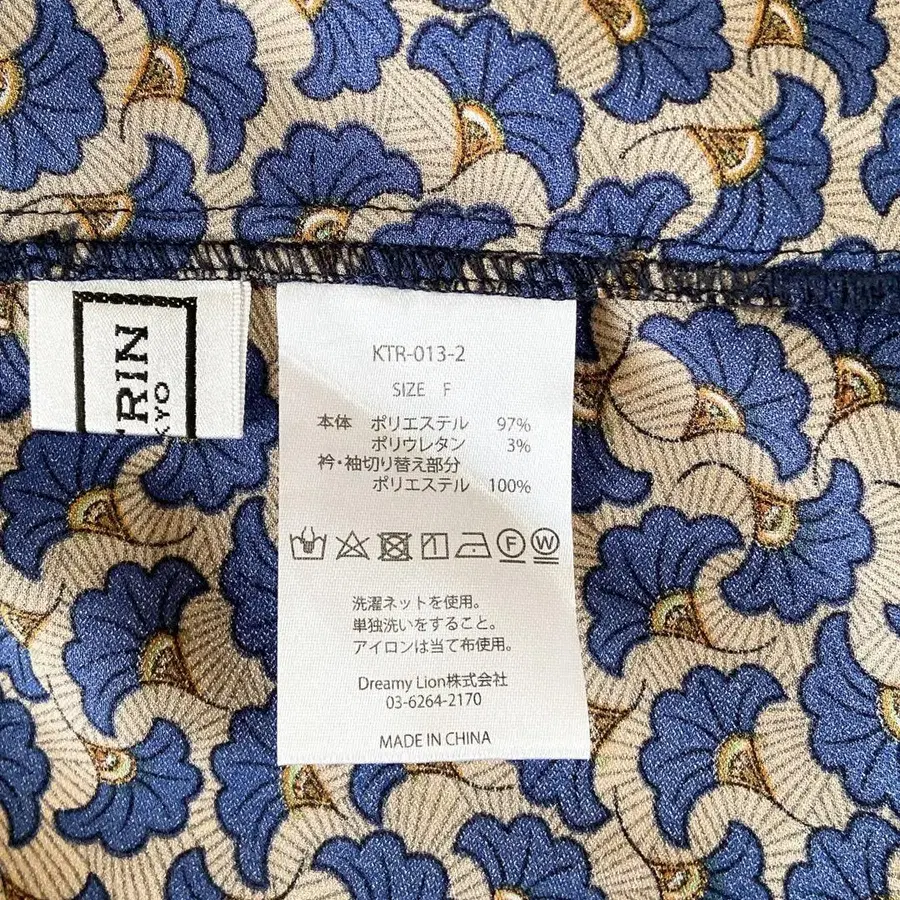 RIN
KTR-013-2
SIZE F
本体 ポリエステル 97%
ポリウレタン 3%
衿・袖切り替え部分
ポリエステル 100%
F W
洗濯ネットを使用。
単独洗いをすること。
アイロンは当て布使用。
Dreamy Lion株式会社
03-6264-2170
MADE IN CHINA